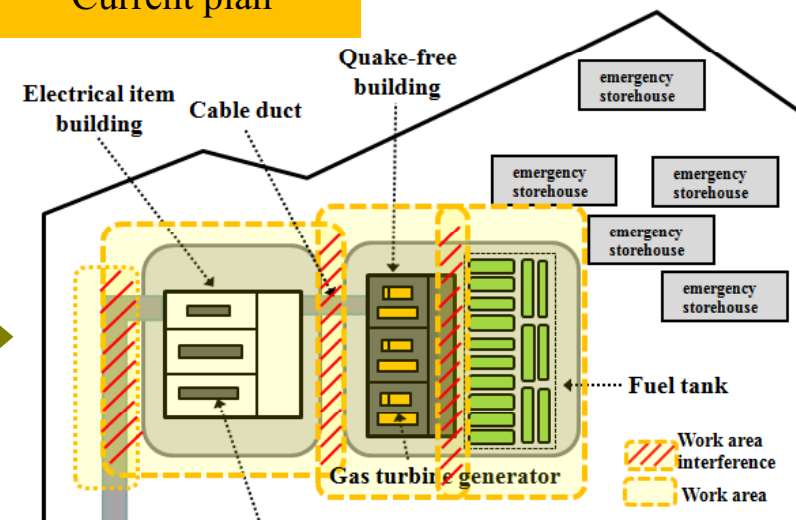 Current plan
Quake-free
building
Electrical item
building
Cable duct
emergency
storehouse
emergency
storehouse
emergency
storehouse
emergency
storehouse
emergency
storehouse
Fuel tank
Gas turbine generator
Work area
interference
Work area